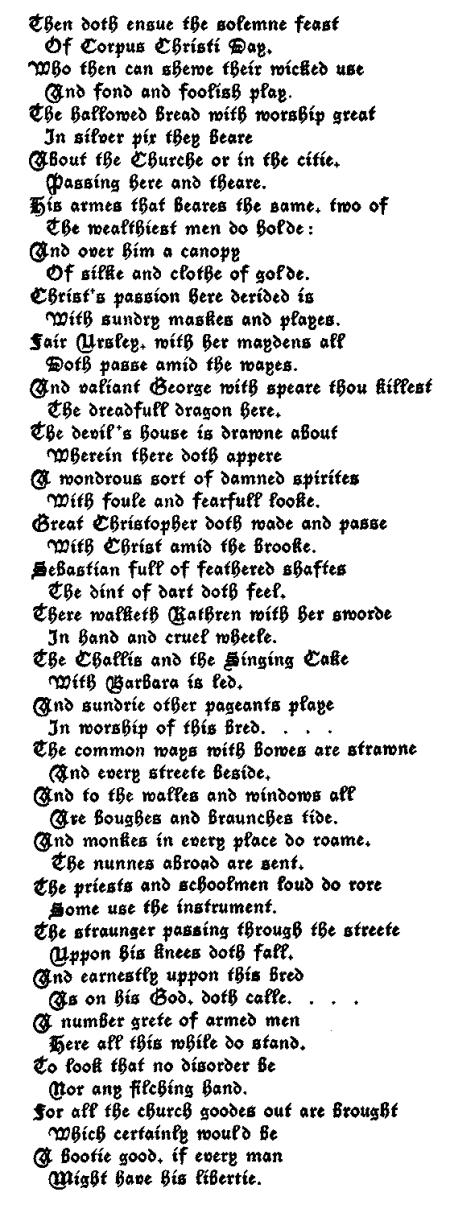 Then doth ensue the solemne feast
Of Corpus Christi Day,
Who then can shewe their wicked use
And fond and foolish play.
The hallowed bread with worship great
In silver pix they beare
About the Churche or in the citie,
Passing here and theare.
His armes that beares the same, two of
The wealthiest men do holde:
And over him a canopy
Of silke and clothe of golde.
Christ's passion here derided is
With sundry maskes and playes.
Fair Ursley, with her maydens all
Doth passe amid the wayes.
And valiant George with speare thou killest
The dreadfull dragon here,
The devil's house is drawne about
Wherein there doth appere
A wondrous sort of damned spirites
With foule and fearfull looke.
Great Christopher doth wade and passe
With Christ amid the brooke.
Sebastian full of feathered shaftes
The dint of dart doth feel,
There walketh Kathren with her sworde
In hand and cruel wheele.
The Challis and the Singing Cake
With Barbara is led,
And sundrie other pageants playe
In worship of this bred. . . .
The common ways with bowes are strawne
And every streete beside,
And to the walles and windows all
Are boughes and braunches tide.
And monkes in every place do roame,
The nunnes abroad are sent,
The priests and schoolmen loud do rore
Some use the instrument.
The straunger passing through the streete
Uppon his knees doth fall,
And earnestly uppon this bred
As on his God, doth calle. . . .
A number grete of armed men
Here all this while do stand,
To look that no disorder be
Nor any filching hand.
For all the church goodes out are brought
Which certainly would be
A bootie good, if every man
Might have his libertie.